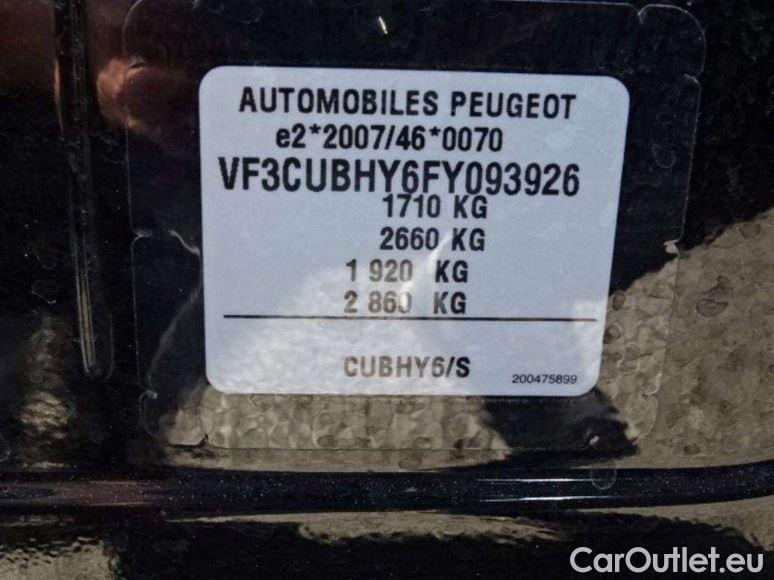 AUTOMOBILES PEUGEOT
e2*2007/46*0070
VF3CUBHY6FY093926
1710 KG
2660 KG
1 920 KG
2 860 KG
CUBHY6/S
200475899
CarOutlet.eu